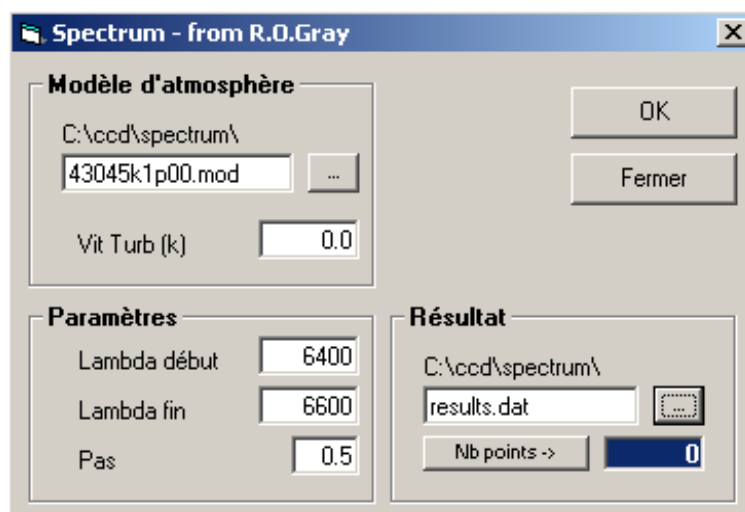 Spectrum - from R.O.Gray
Modèle d'atmosphère
C:\ccd\spectrum\
43045k1p00.mod ...
Vit Turb (k) 0.0
OK
Fermer
Paramètres
Lambda début 6400
Lambda fin 6600
Pas 0.5
Résultat
C:\ccd\spectrum\
results.dat ...
Nb points -> 0